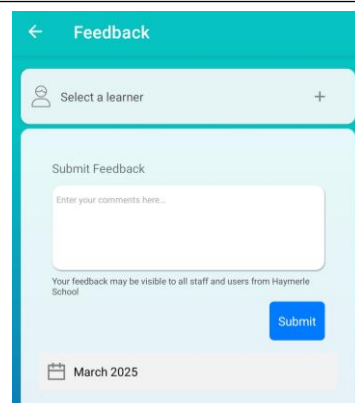 Feedback
Select a learner
Submit Feedback
Enter your comments here...
Your feedback may be visible to all staff and users from Haymerle
School
Submit
March 2025